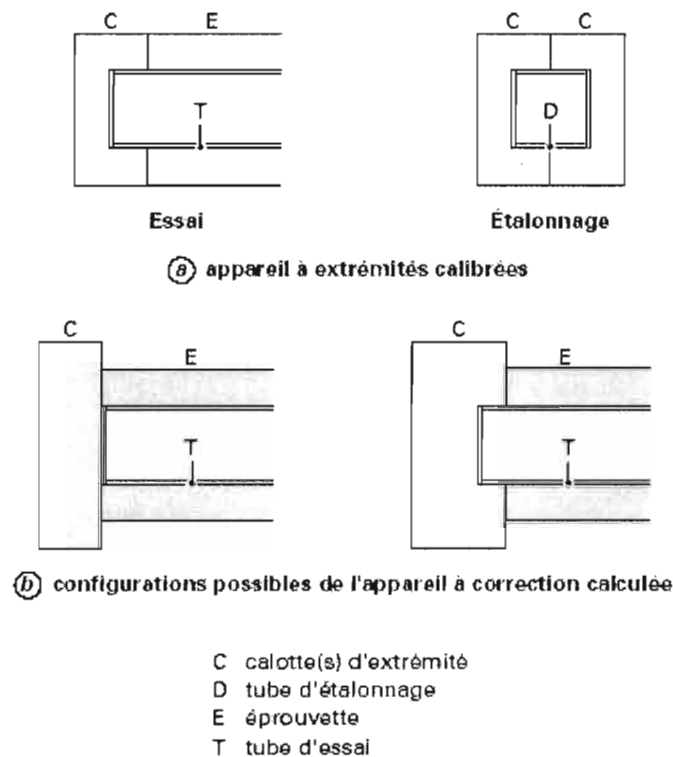 C E
T
C C
D
Essai
Étalonnage
a appareil à extrémités calibrées
C
E
T
C
E
T
b configurations possibles de l'appareil à correction calculée
C calotte(s) d'extrémité
D tube d'étalonnage
E éprouvette
T tube d'essai